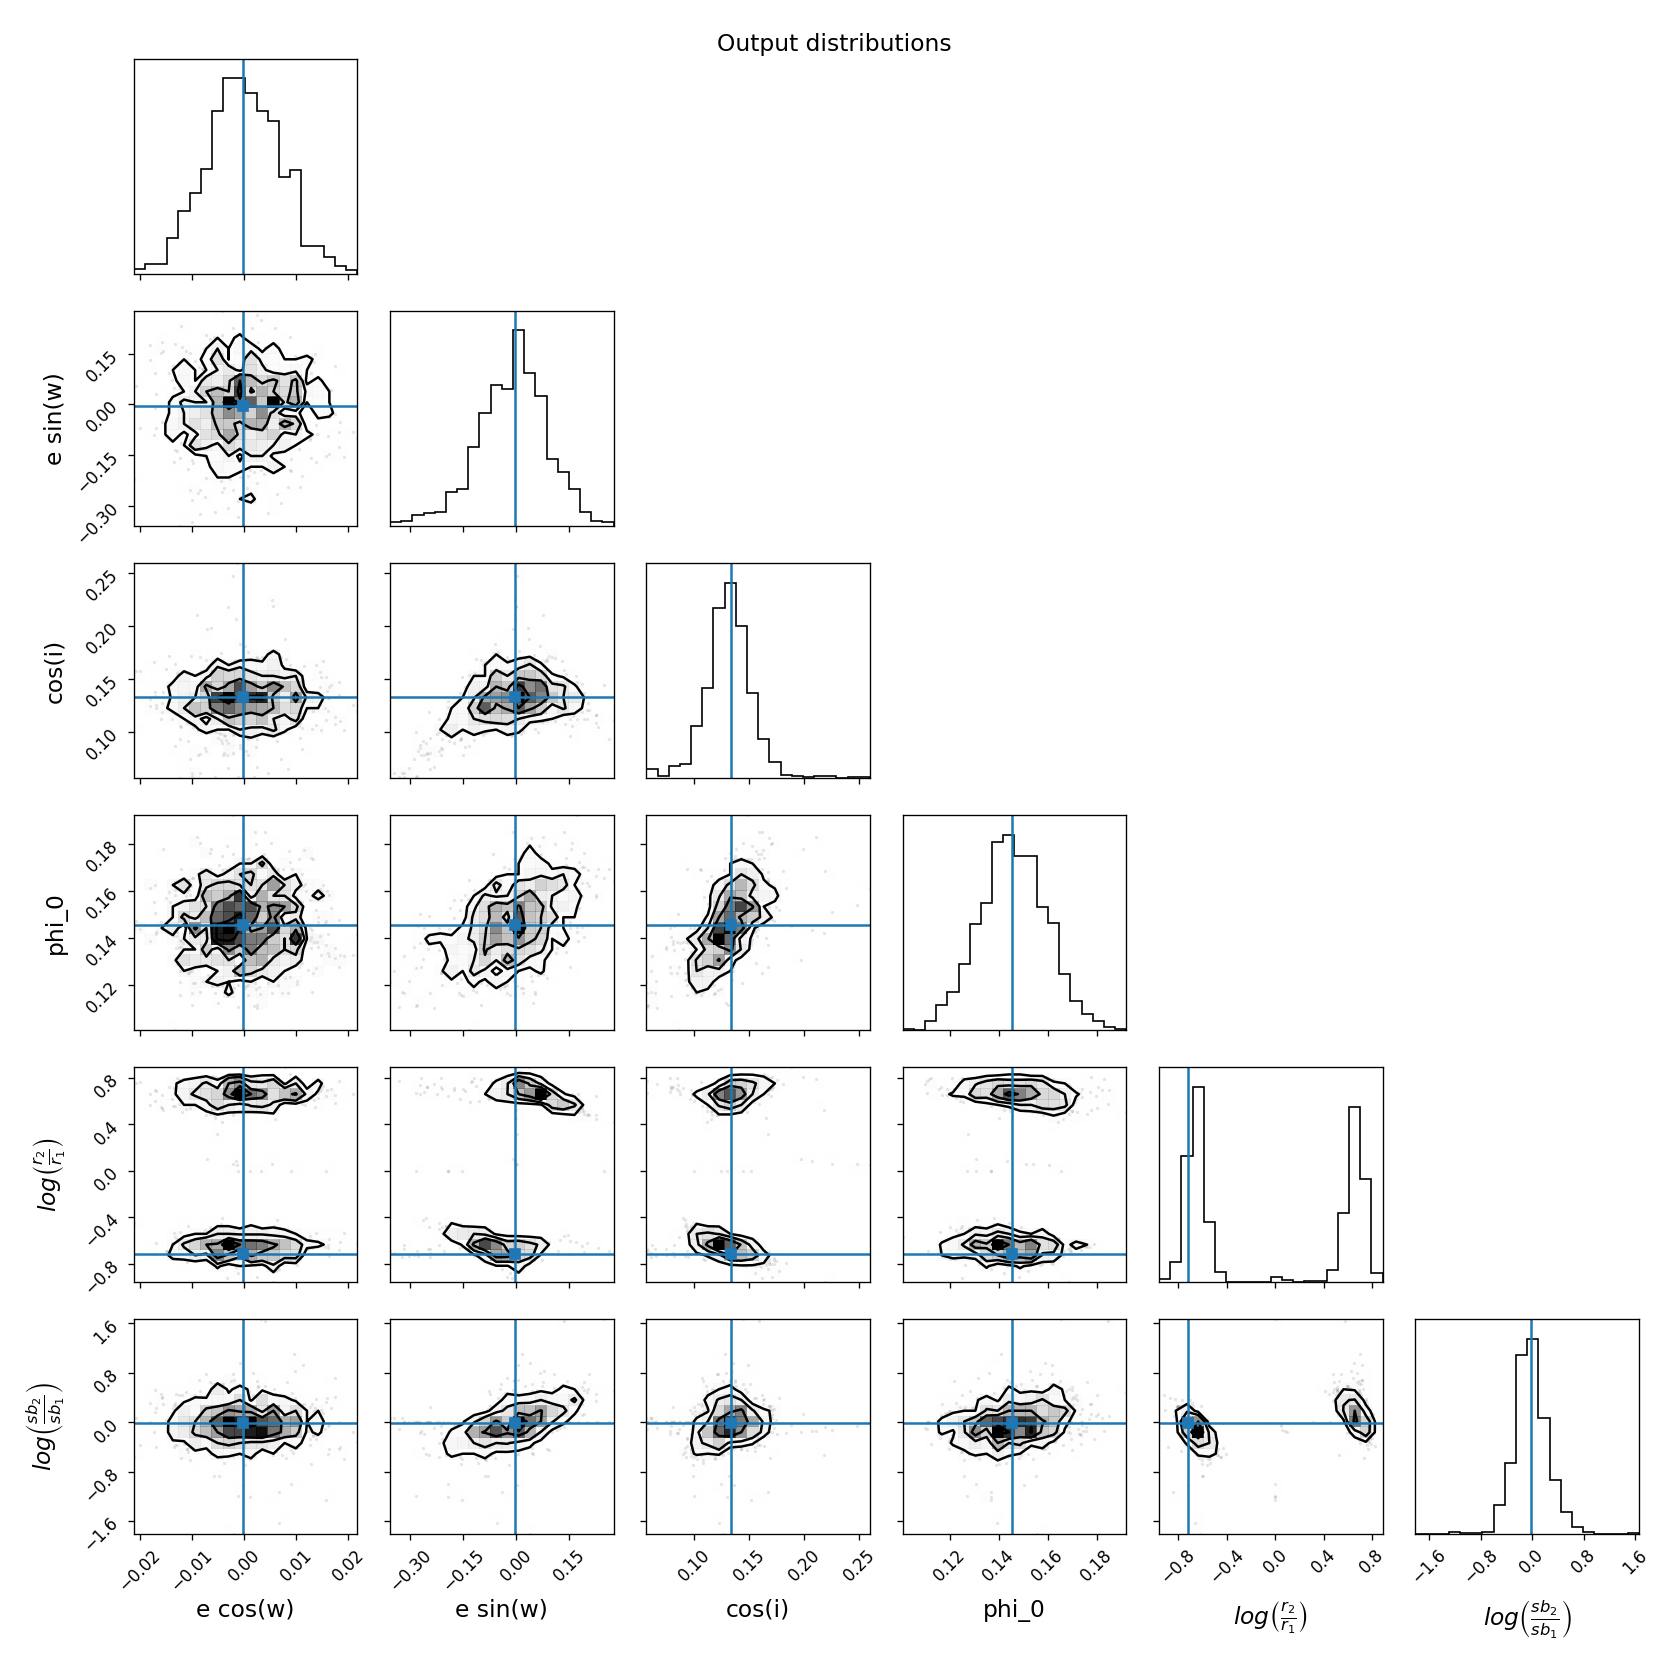 Output distributions
e sin(w)
0.15
0.00
−0.15
−0.30
cos(i)
0.25
0.20
0.15
0.10
phi_0
0.18
0.16
0.14
0.12
log(r2/r1)
0.8
0.4
0.0
−0.4
−0.8
log(sb2/sb1)
1.6
0.8
0.0
−0.8
−1.6
−0.02 −0.01 0.00 0.01 0.02
−0.30 −0.15 0.00 0.15
0.10 0.15 0.20 0.25
0.12 0.14 0.16 0.18
−0.8 −0.4 0.0 0.4 0.8
−1.6 −0.8 0.0 0.8 1.6
e cos(w)
e sin(w)
cos(i)
phi_0
log(r2/r1)
log(sb2/sb1)